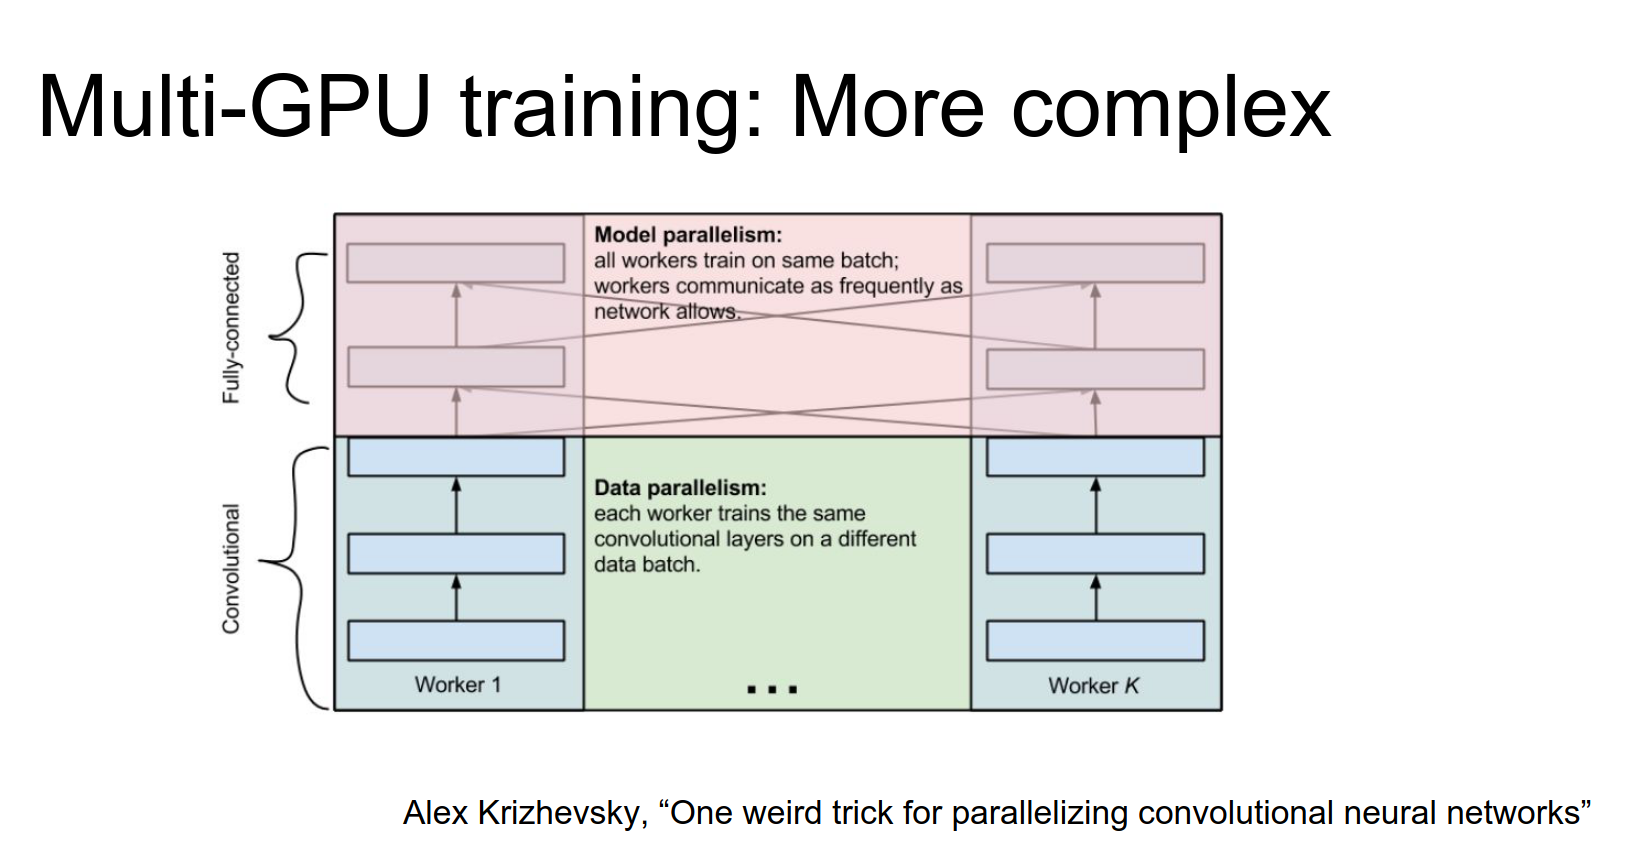 Multi-GPU training: More complex
Fully-connected
Model parallelism:
all workers train on same batch;
workers communicate as frequently as
network allows.
Convolutional
Data parallelism:
each worker trains the same
convolutional layers on a different
data batch.
Worker 1
...
Worker K
Alex Krizhevsky, “One weird trick for parallelizing convolutional neural networks”